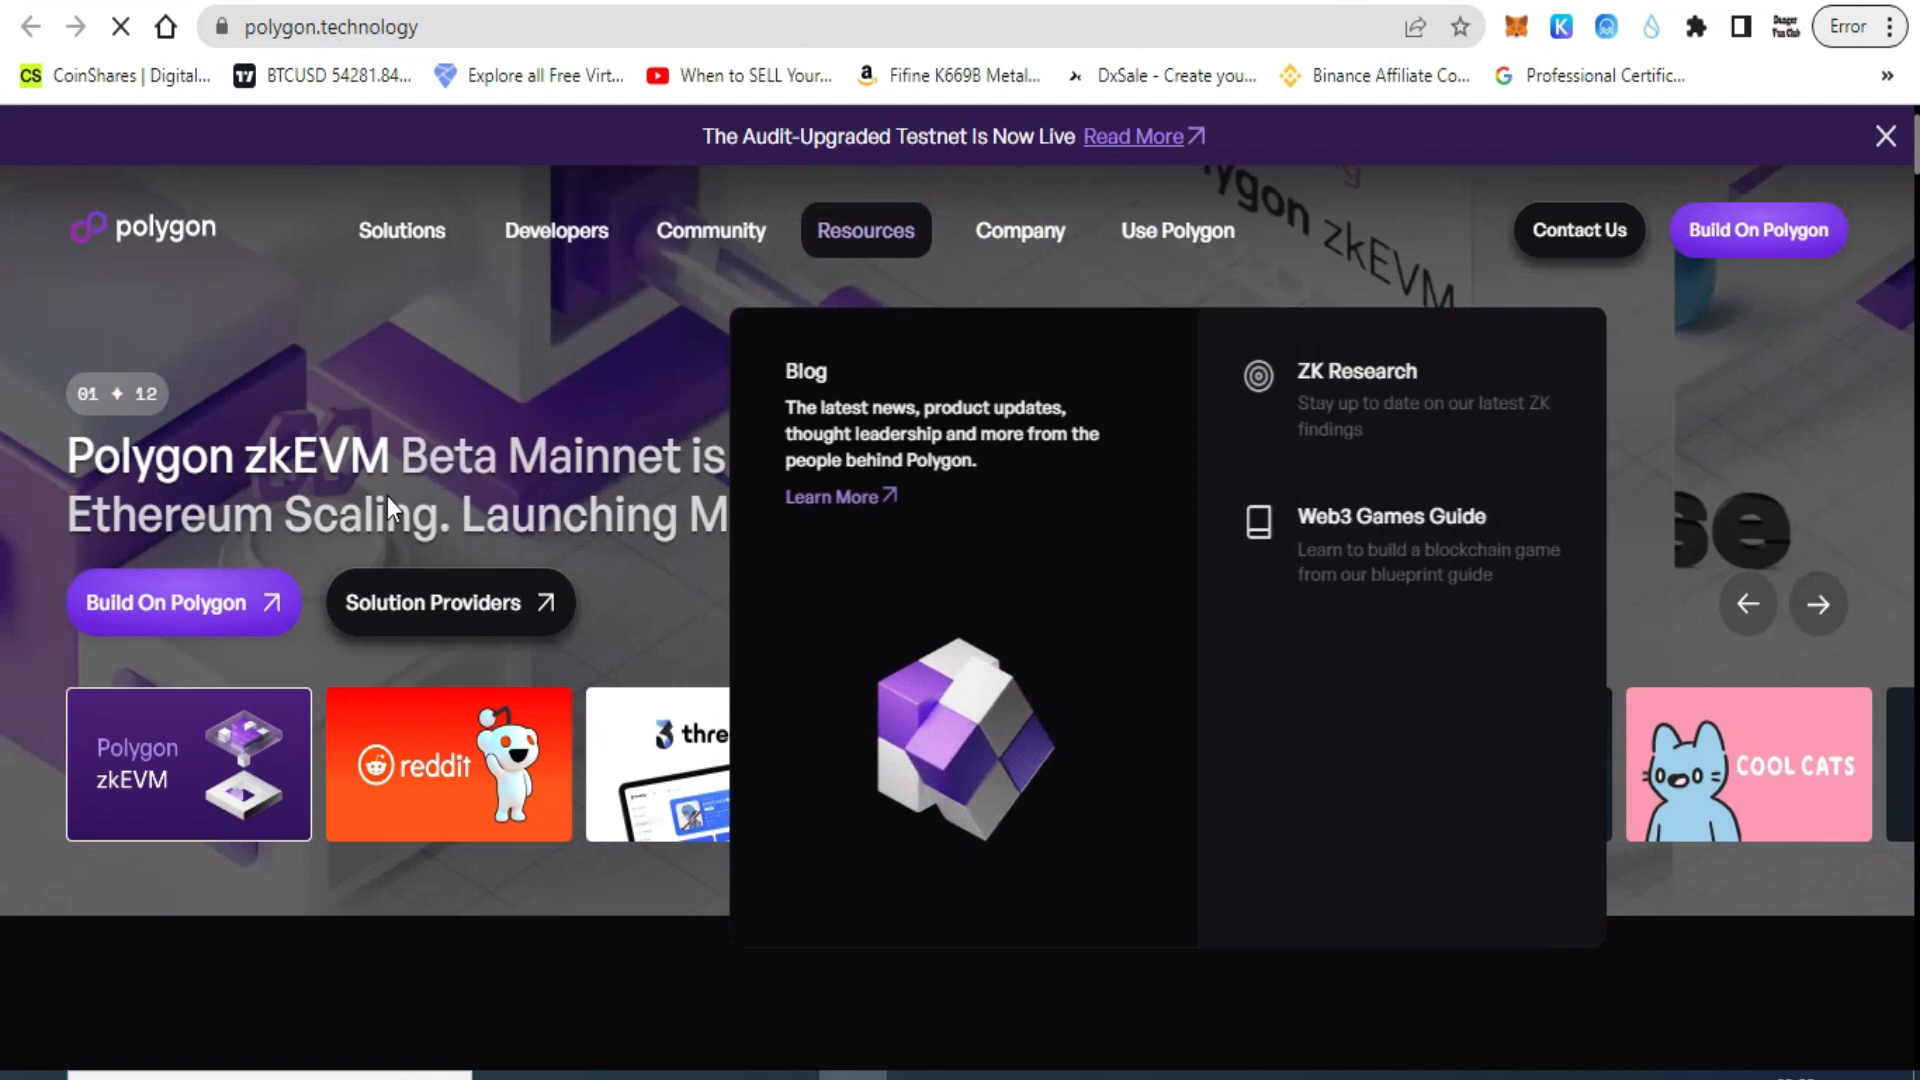 polygon.technology
Error
CS CoinShares | Digital...
BTCUSD 54281.84...
Explore all Free Virt...
When to SELL Your...
Fifine K669B Metal...
DxSale - Create you...
Binance Affiliate Co...
Professional Certific...
The Audit-Upgraded Testnet Is Now Live Read More
polygon
Solutions
Developers
Community
Resources
Company
Use Polygon
Contact Us
Build On Polygon
zkEVM
01 ✦ 12
Polygon zkEVM Beta Mainnet is
Ethereum Scaling. Launching M
Build On Polygon
Solution Providers
Blog
The latest news, product updates,
thought leadership and more from the
people behind Polygon.
Learn More
ZK Research
Stay up to date on our latest ZK
findings
Web3 Games Guide
Learn to build a blockchain game
from our blueprint guide
se
Polygon
zkEVM
reddit
thre
COOL CATS